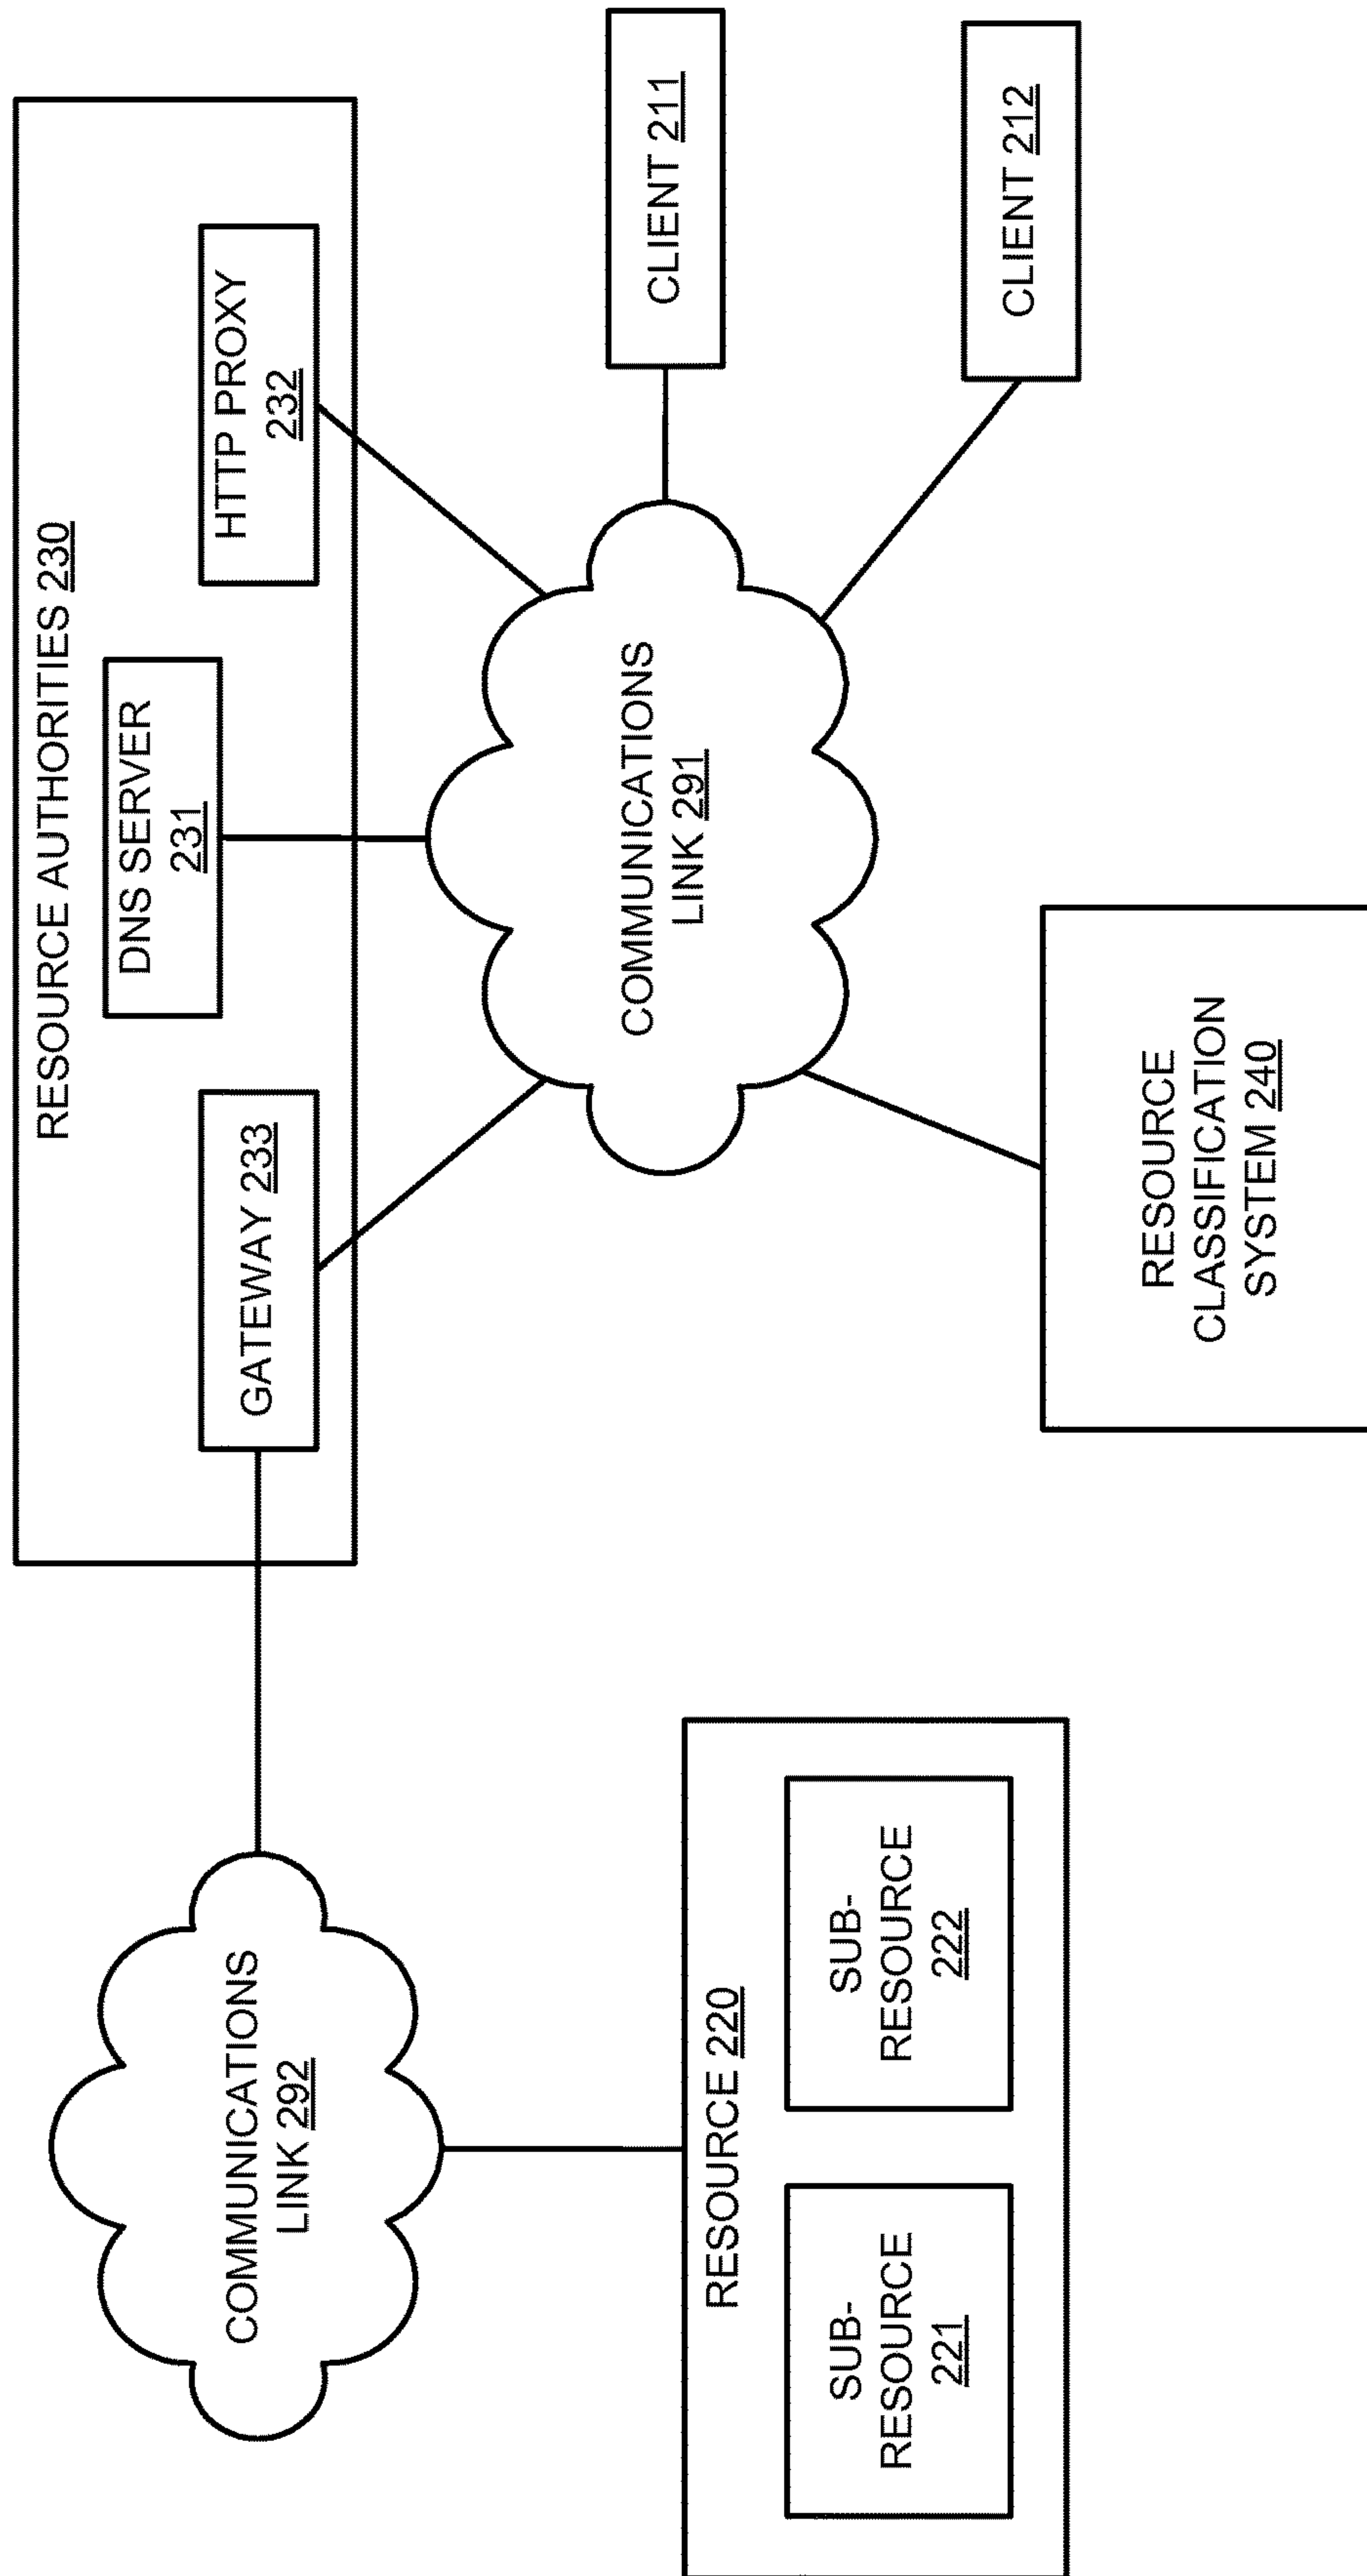 RESOURCE AUTHORITIES 230
GATEWAY 233
DNS SERVER
231
HTTP PROXY
232
COMMUNICATIONS
LINK 292
COMMUNICATIONS
LINK 291
CLIENT 211
CLIENT 212
RESOURCE 220
SUB-
RESOURCE
221
SUB-
RESOURCE
222
RESOURCE
CLASSIFICATION
SYSTEM 240